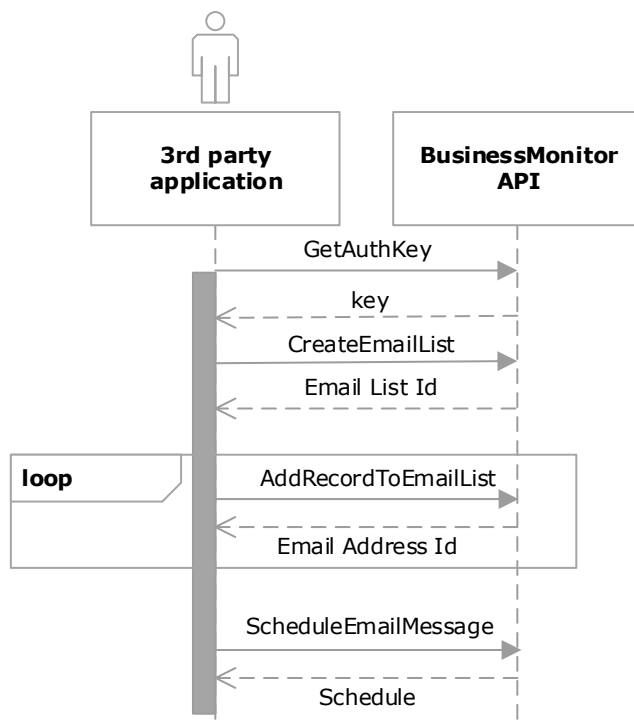 3rd party
application
BusinessMonitor
API
GetAuthKey
key
CreateEmailList
Email List Id
loop
AddRecordToEmailList
Email Address Id
ScheduleEmailMessage
Schedule